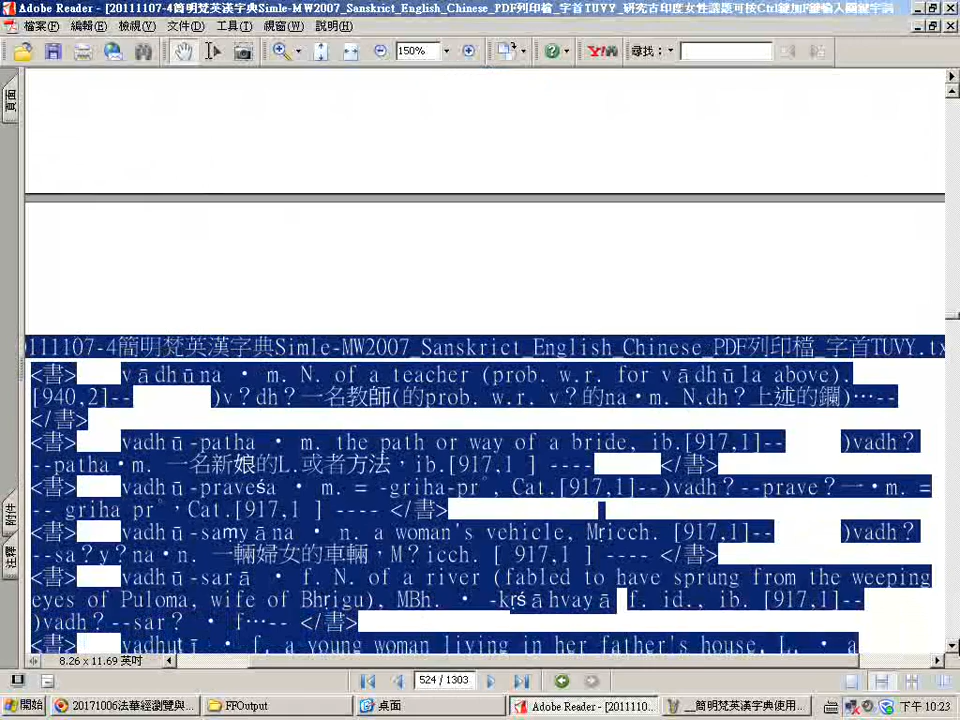 Adobe Reader - [20111107-4簡明梵英漢字典Simle-MW2007_Sanskrict_English_Chinese_PDF列印檔_字首TUVY_研究古印度女性議題可按Ctrl鍵加F鍵輸入關鍵字
檔案(F) 編輯(E) 檢視(V) 文件(D) 工具(T) 視窗(W) 說明(H)
150% 尋找:
頁面
111107-4簡明梵英漢字典Simle-MW2007_Sanskrict_English_Chinese_PDF列印檔_字首TUVY.tx
<書> vādhūna • m. N. of a teacher (prob. w.r. for vādhūla above).
[940,2]-- )v？dh？一名教師(的prob. w.r. v？的na•m. N.dh？上述的鑭)…--
</書>
<書> vadhū-patha • m. the path or way of a bride, ib.[917,1]-- )vadh？
--patha•m. 一名新娘的L.或者方法，ib.[917,1 ] ---- </書>
<書> vadhū-praveśa • m. = -griha-pr°, Cat.[917,1]--)vadh？--prave？一•m. =
-- griha pr°，Cat.[917,1 ] ---- </書>
<書> vadhū-samyāna • n. a woman's vehicle, Mricch. [917,1]-- )vadh？
--sa？y？na•n. 一輛婦女的車輛，M？icch. [ 917,1 ] ---- </書>
<書> vadhū-sarā • f. N. of a river (fabled to have sprung from the weeping
eyes of Puloma, wife of Bhrigu), MBh. • -kṛśāhvayā f. id., ib. [917,1]--
)vadh？--sar？ • f…-- </書>
<書> vadhutī • f. a young woman living in her father's house, L. • a
附件
注釋
8.26 x 11.69 英吋
524 / 1303
開始 20171006法華經瀏覽與... FFOutput 桌面 Adobe Reader - [201110... __簡明梵英漢字典使用... 下午 10:23